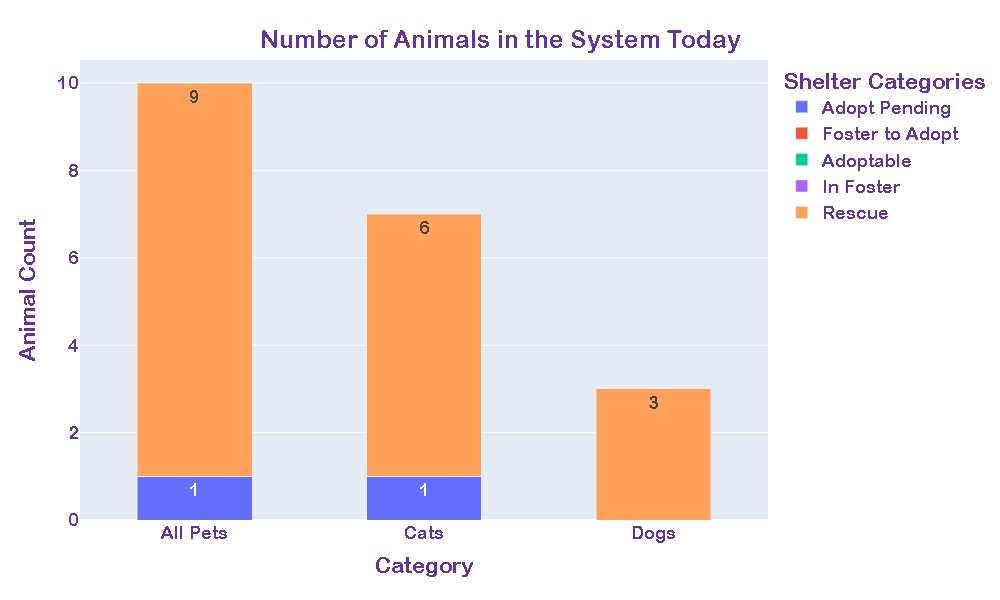 Number of Animals in the System Today
Shelter Categories
Adopt Pending
Foster to Adopt
Adoptable
In Foster
Rescue
Animal Count
10
8
6
4
2
0
9
6
3
1
1
All Pets
Cats
Dogs
Category